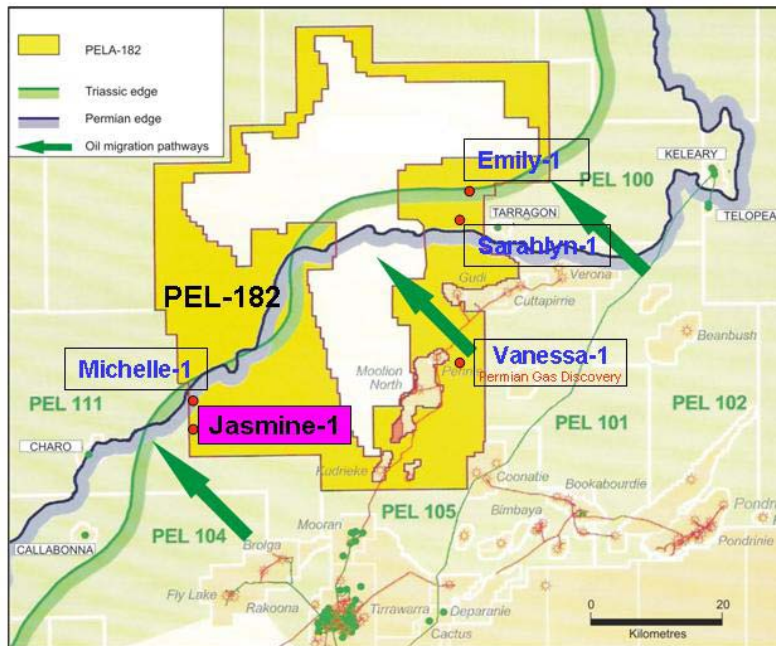 PELA-182
Triassic edge
Permian edge
Oil migration pathways
Emily-1
PEL 100
KELEARY
TARRAGON
TELOPEA
Sarahlyn-1
PEL-182
Gudi
Verona
Cuttapirrie
Beanbush
Michelle-1
Vanessa-1
Permian Gas Discovery
Moolion
North
PEL 111
Jasmine-1
PEL 101
PEL 102
CHARO
Kudrieke
Coonatie
Bookabourdie
PEL 105
Bimbaya
Mooran
PEL 104
Pondrinie
CALLABONNA
Brolga
Fly Lake
Rakoona
Tirrawarra
Deparanie
Cactus
0
20
Kilometres